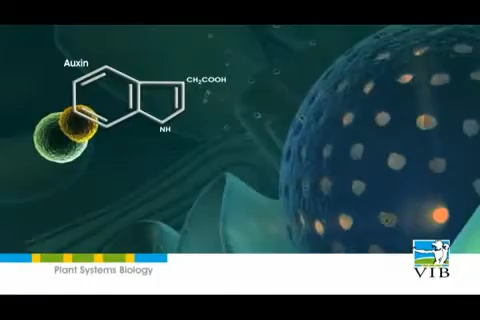 Auxin
CH₂COOH
NH
Plant Systems Biology
VIB